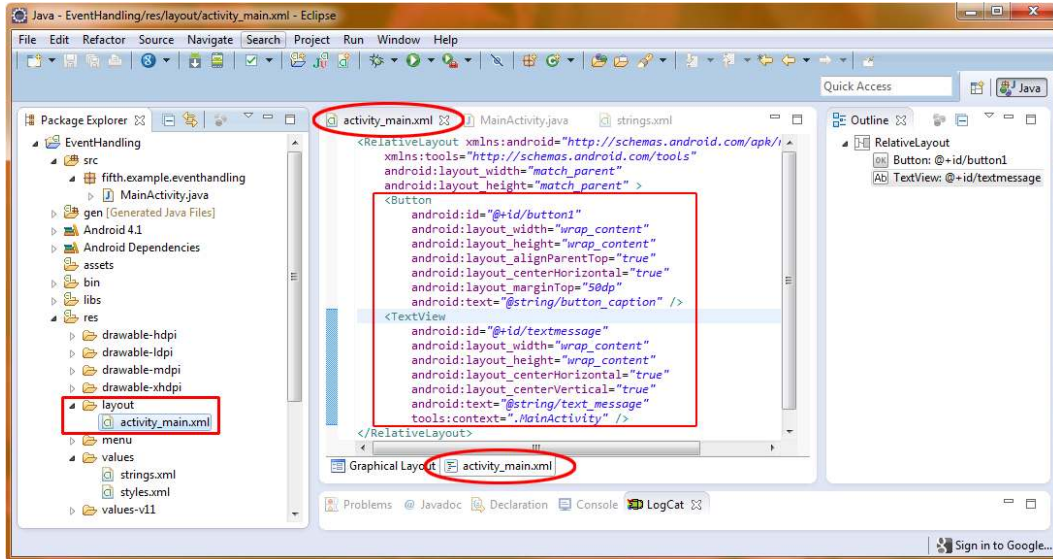 Java - EventHandling/res/layout/activity_main.xml - Eclipse
File Edit Refactor Source Navigate Search Project Run Window Help
Quick Access
Java
Package Explorer
EventHandling
src
fifth.example.eventhandling
MainActivity.java
gen [Generated Java Files]
Android 4.1
Android Dependencies
assets
bin
libs
res
drawable-hdpi
drawable-ldpi
drawable-mdpi
drawable-xhdpi
layout
activity_main.xml
menu
values
strings.xml
styles.xml
values-v11
activity_main.xml MainActivity.java strings.xml
<RelativeLayout xmlns:android="http://schemas.android.com/apk/r
xmlns:tools="http://schemas.android.com/tools"
android:layout_width="match_parent"
android:layout_height="match_parent" >
<Button
android:id="@+id/button1"
android:layout_width="wrap_content"
android:layout_height="wrap_content"
android:layout_alignParentTop="true"
android:layout_centerHorizontal="true"
android:layout_marginTop="50dp"
android:text="@string/button_caption" />
<TextView
android:id="@+id/textmessage"
android:layout_width="wrap_content"
android:layout_height="wrap_content"
android:layout_centerHorizontal="true"
android:layout_centerVertical="true"
android:text="@string/text_message"
tools:context=".MainActivity" />
</RelativeLayout>
Graphical Layout activity_main.xml
Outline
RelativeLayout
OK Button: @+id/button1
Ab TextView: @+id/textmessage
Problems @ Javadoc Declaration Console LogCat
Sign in to Google...